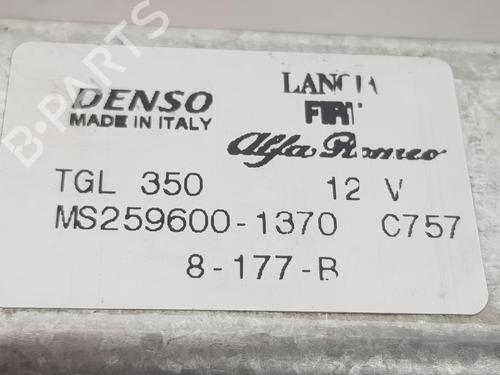 DENSO
MADE IN ITALY
LANCIA
FIAT
Alfa Romeo
TGL 350 12 V
MS259600-1370 C757
8-177-B
B-PARTS